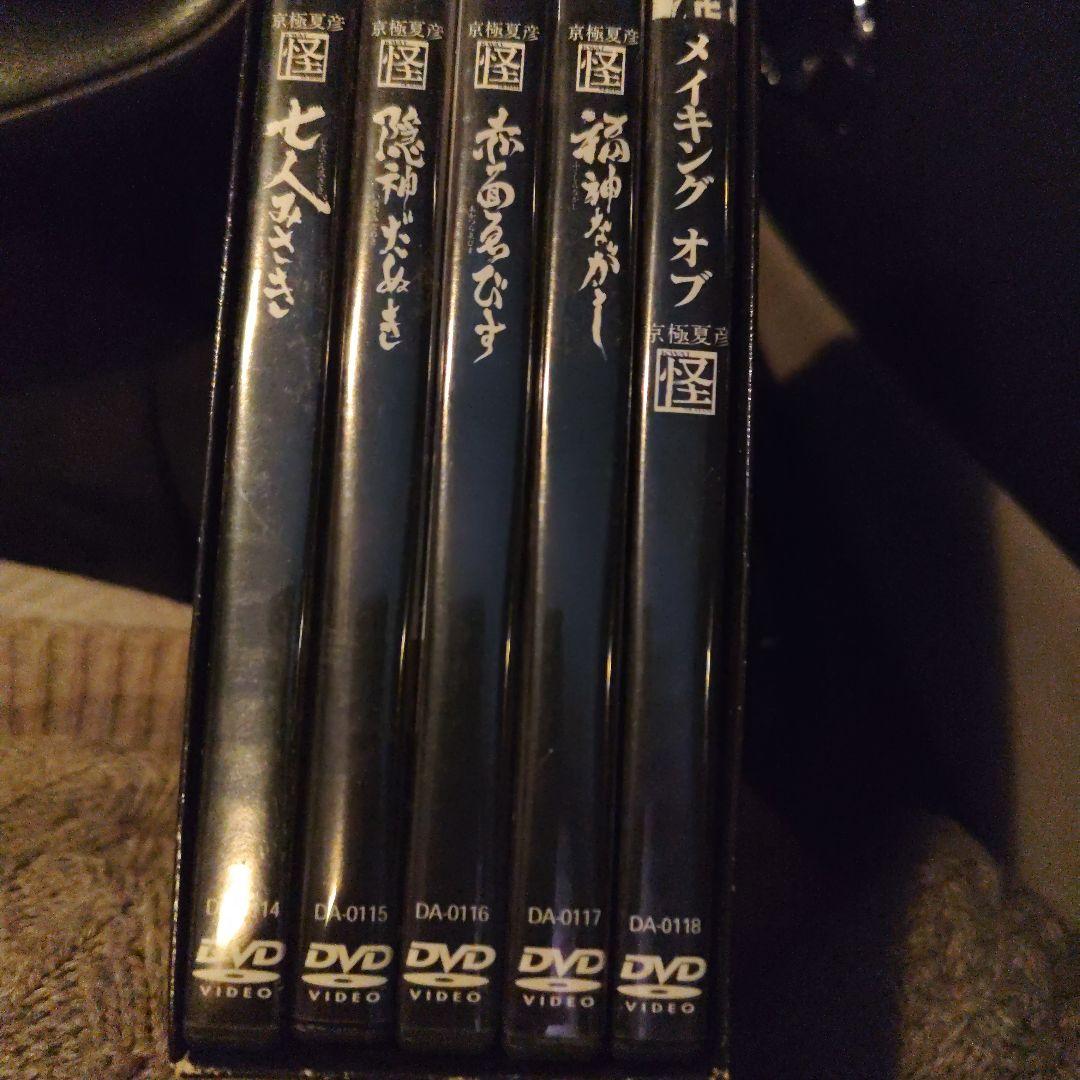 京極夏彦
怪
七人みさき
DVD
VIDEO
京極夏彦
怪
隠神だぬき
DA-0115
DVD
VIDEO
京極夏彦
怪
赤面ゑびす
DA-0116
DVD
VIDEO
京極夏彦
怪
福神ながし
DA-0117
DVD
VIDEO
メイキング オブ
京極夏彦
怪
DA-0118
DVD
VIDEO